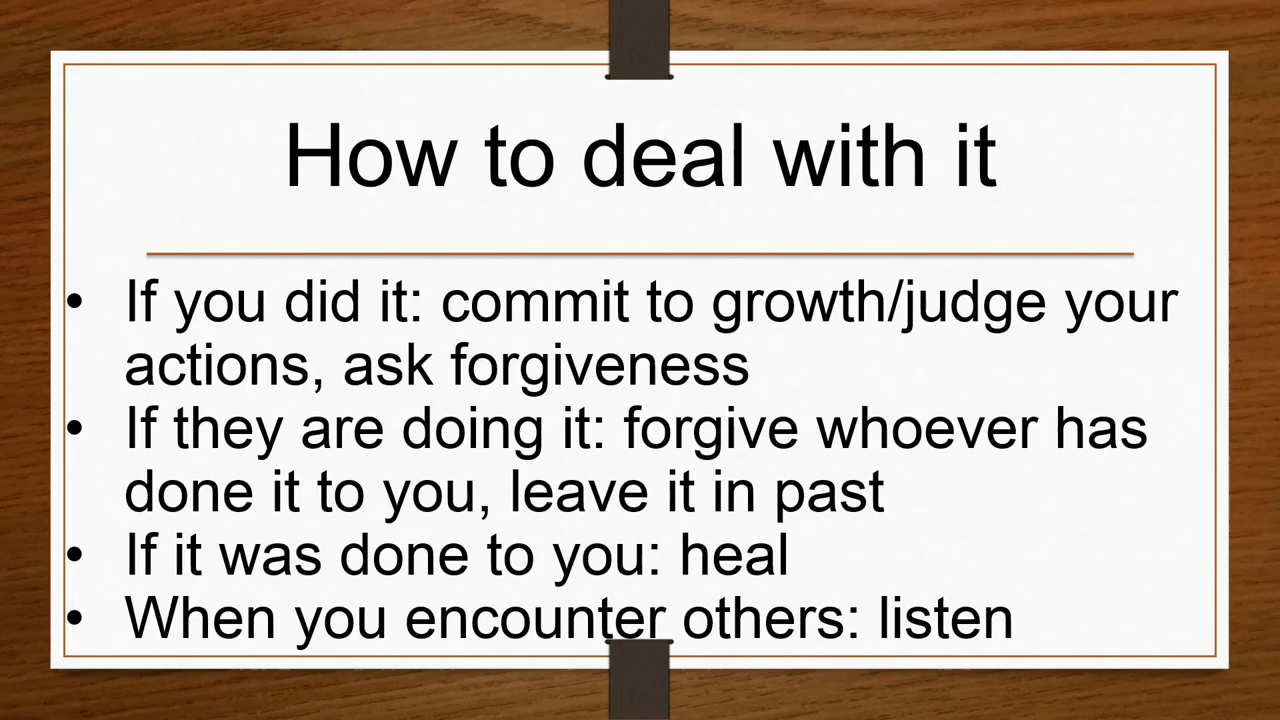 How to deal with it
• If you did it: commit to growth/judge your
actions, ask forgiveness
• If they are doing it: forgive whoever has
done it to you, leave it in past
• If it was done to you: heal
• When you encounter others: listen